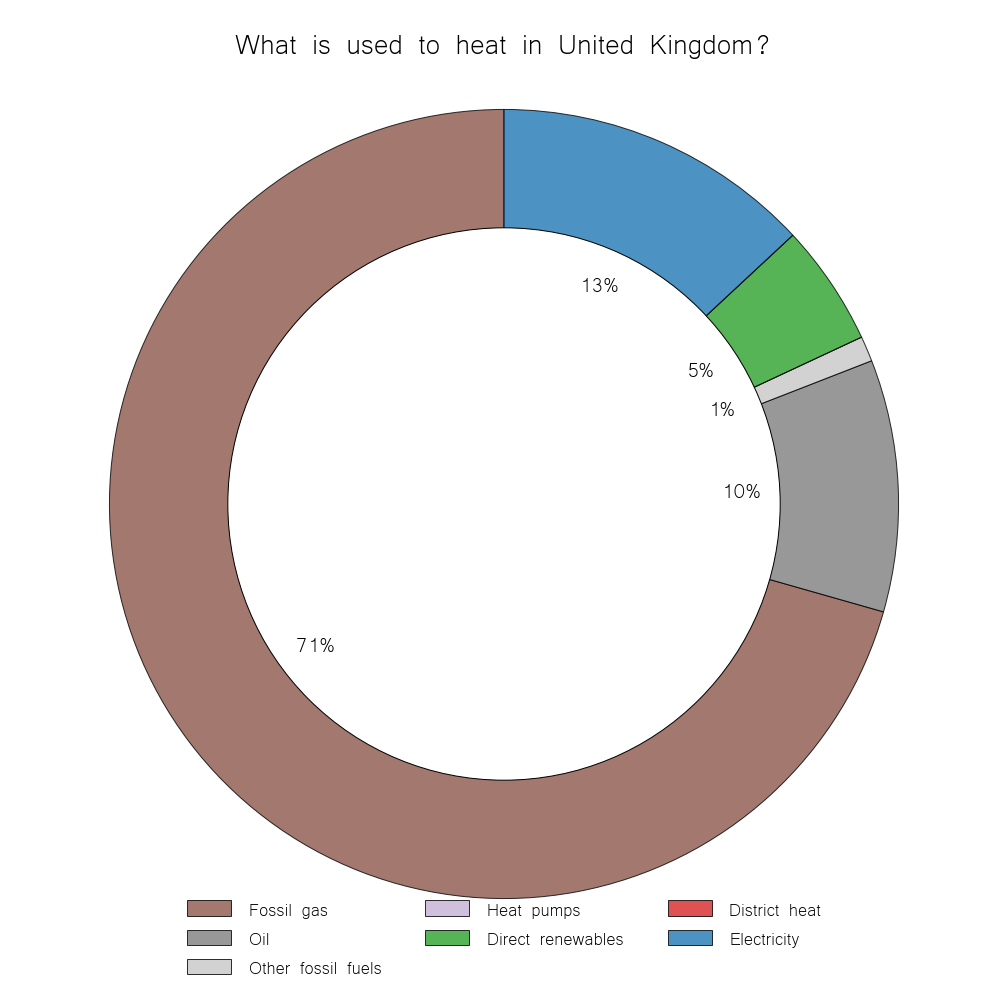 What is used to heat in United Kingdom?
13%
5%
1%
10%
71%
Fossil gas
Heat pumps
District heat
Oil
Direct renewables
Electricity
Other fossil fuels